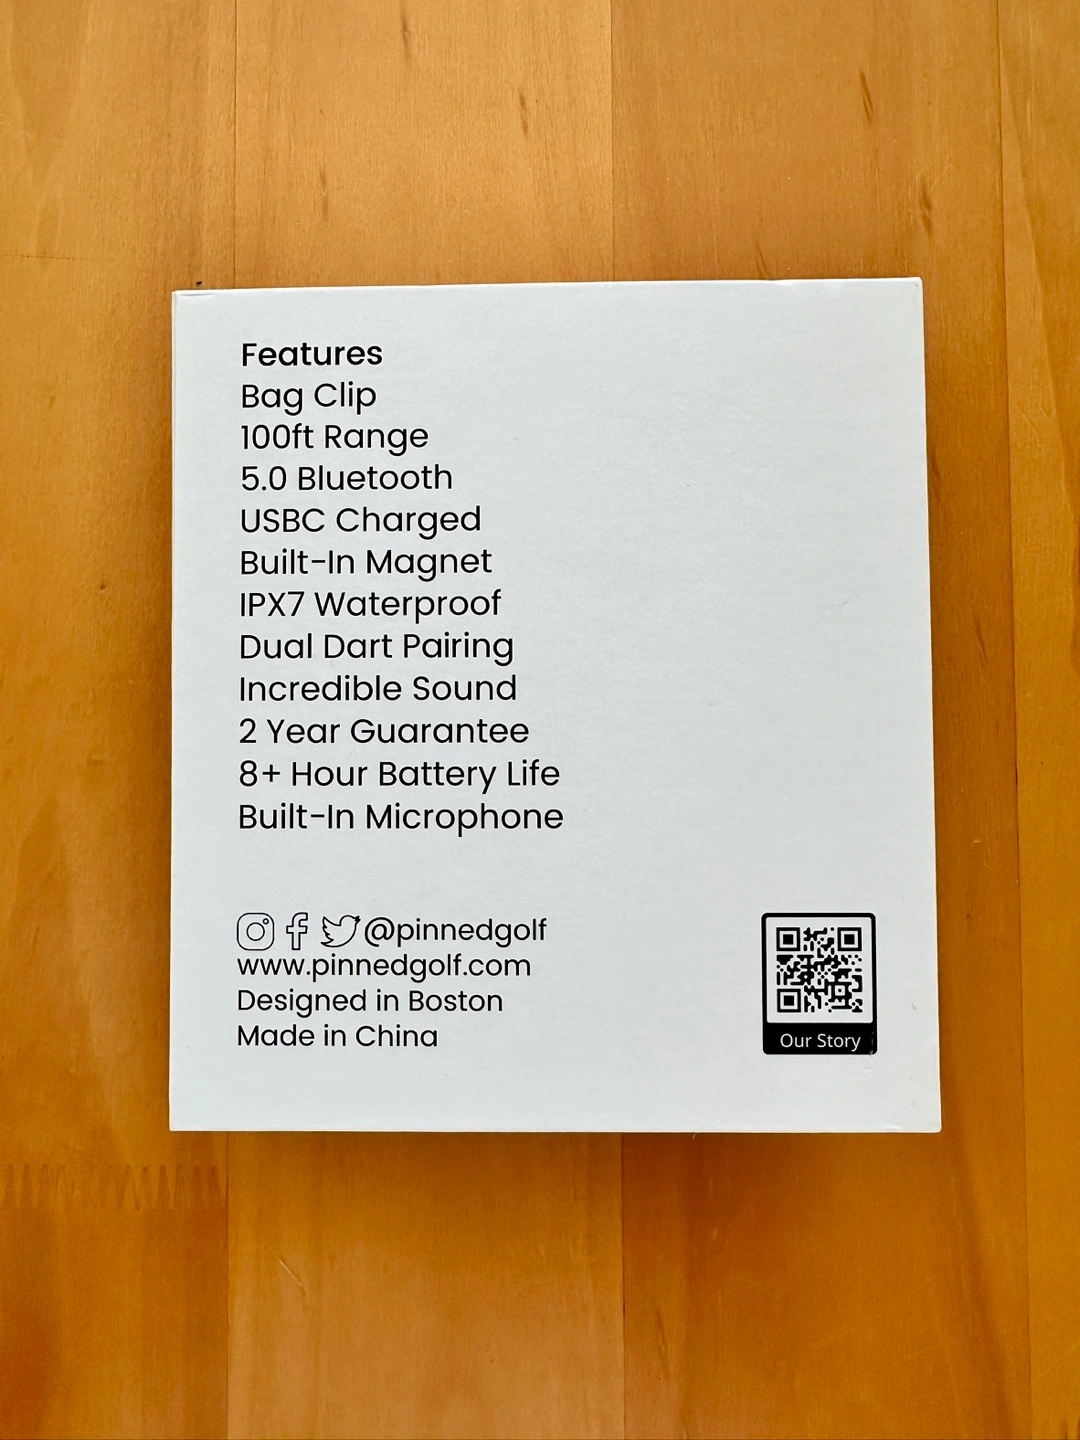 Features
Bag Clip
100ft Range
5.0 Bluetooth
USBC Charged
Built-In Magnet
IPX7 Waterproof
Dual Dart Pairing
Incredible Sound
2 Year Guarantee
8+ Hour Battery Life
Built-In Microphone
@pinnedgolf
www.pinnedgolf.com
Designed in Boston
Made in China
Our Story